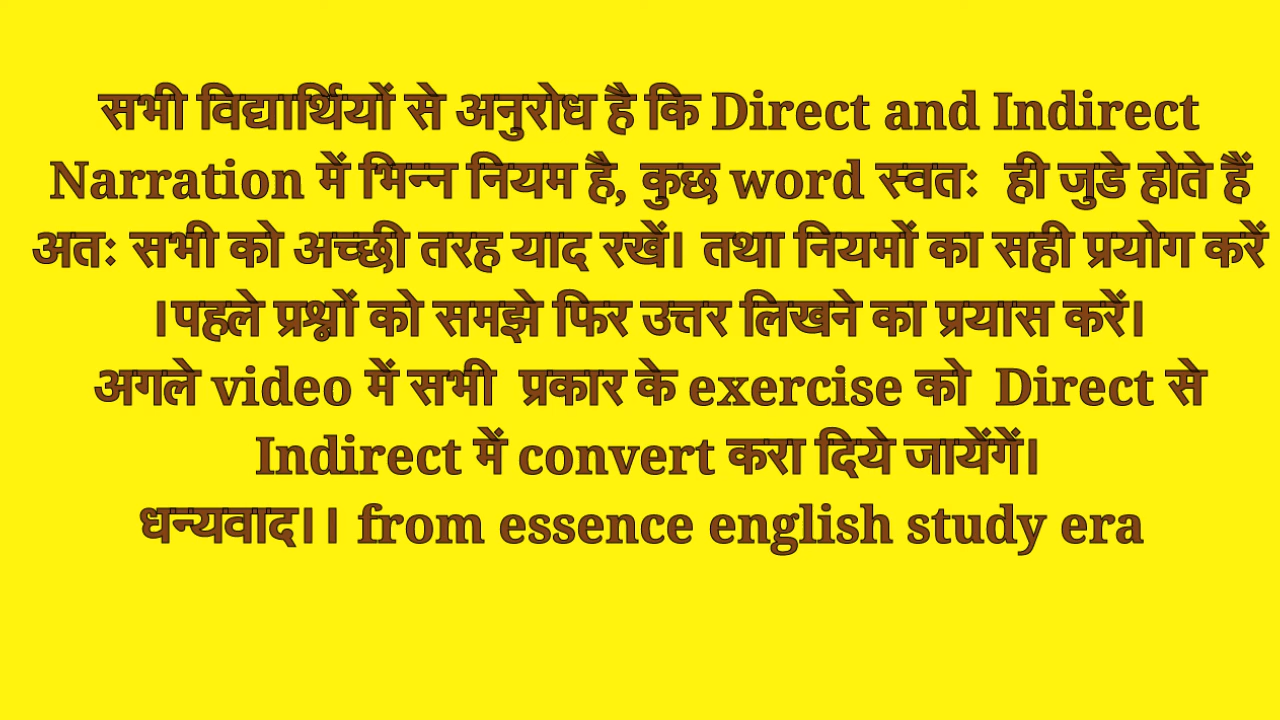 सभी विद्यार्थियों से अनुरोध है कि Direct and Indirect
Narration में भिन्न नियम है, कुछ word स्वतः ही जुडे होते हैं
अतः सभी को अच्छी तरह याद रखें। तथा नियमों का सही प्रयोग करें
।पहले प्रश्नों को समझे फिर उत्तर लिखने का प्रयास करें।
अगले video में सभी प्रकार के exercise को Direct से
Indirect में convert करा दिये जायेंगें।
धन्यवाद।। from essence english study era